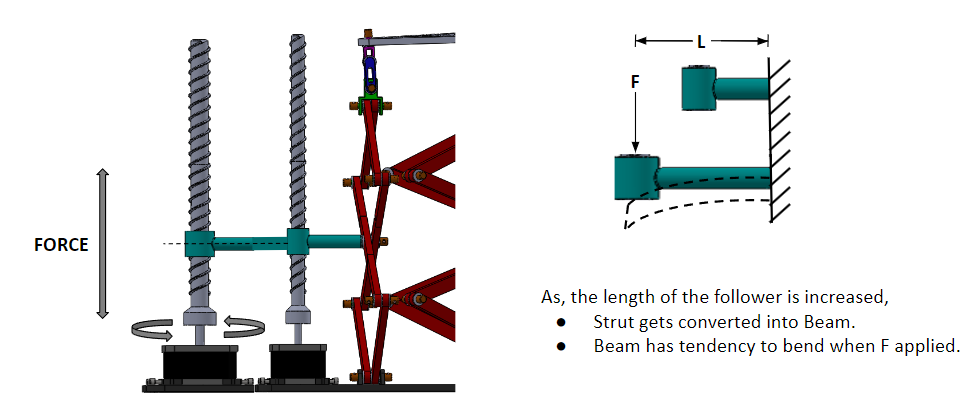 FORCE
L
F
As, the length of the follower is increased,
● Strut gets converted into Beam.
● Beam has tendency to bend when F applied.